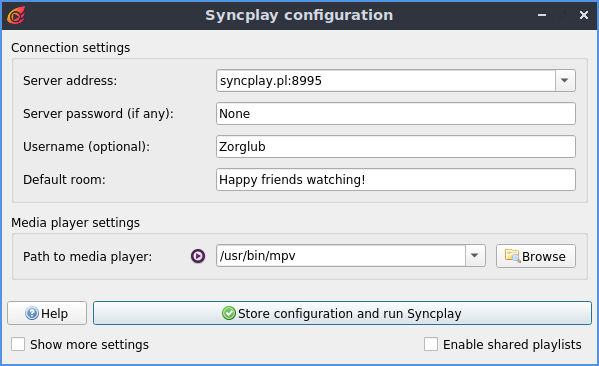 Syncplay configuration
Connection settings
Server address: syncplay.pl:8995
Server password (if any): None
Username (optional): Zorglub
Default room: Happy friends watching!
Media player settings
Path to media player: /usr/bin/mpv Browse
Help Store configuration and run Syncplay
Show more settings Enable shared playlists